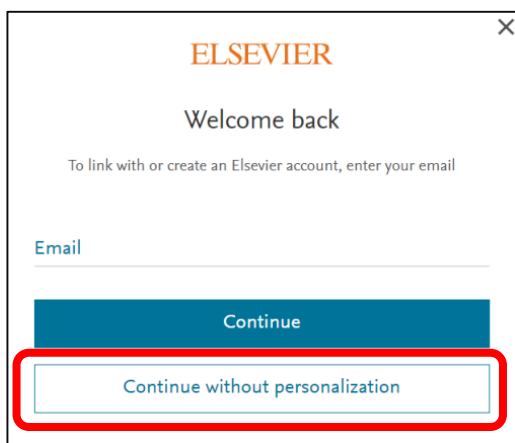 ELSEVIER
Welcome back
To link with or create an Elsevier account, enter your email
Email
Continue
Continue without personalization